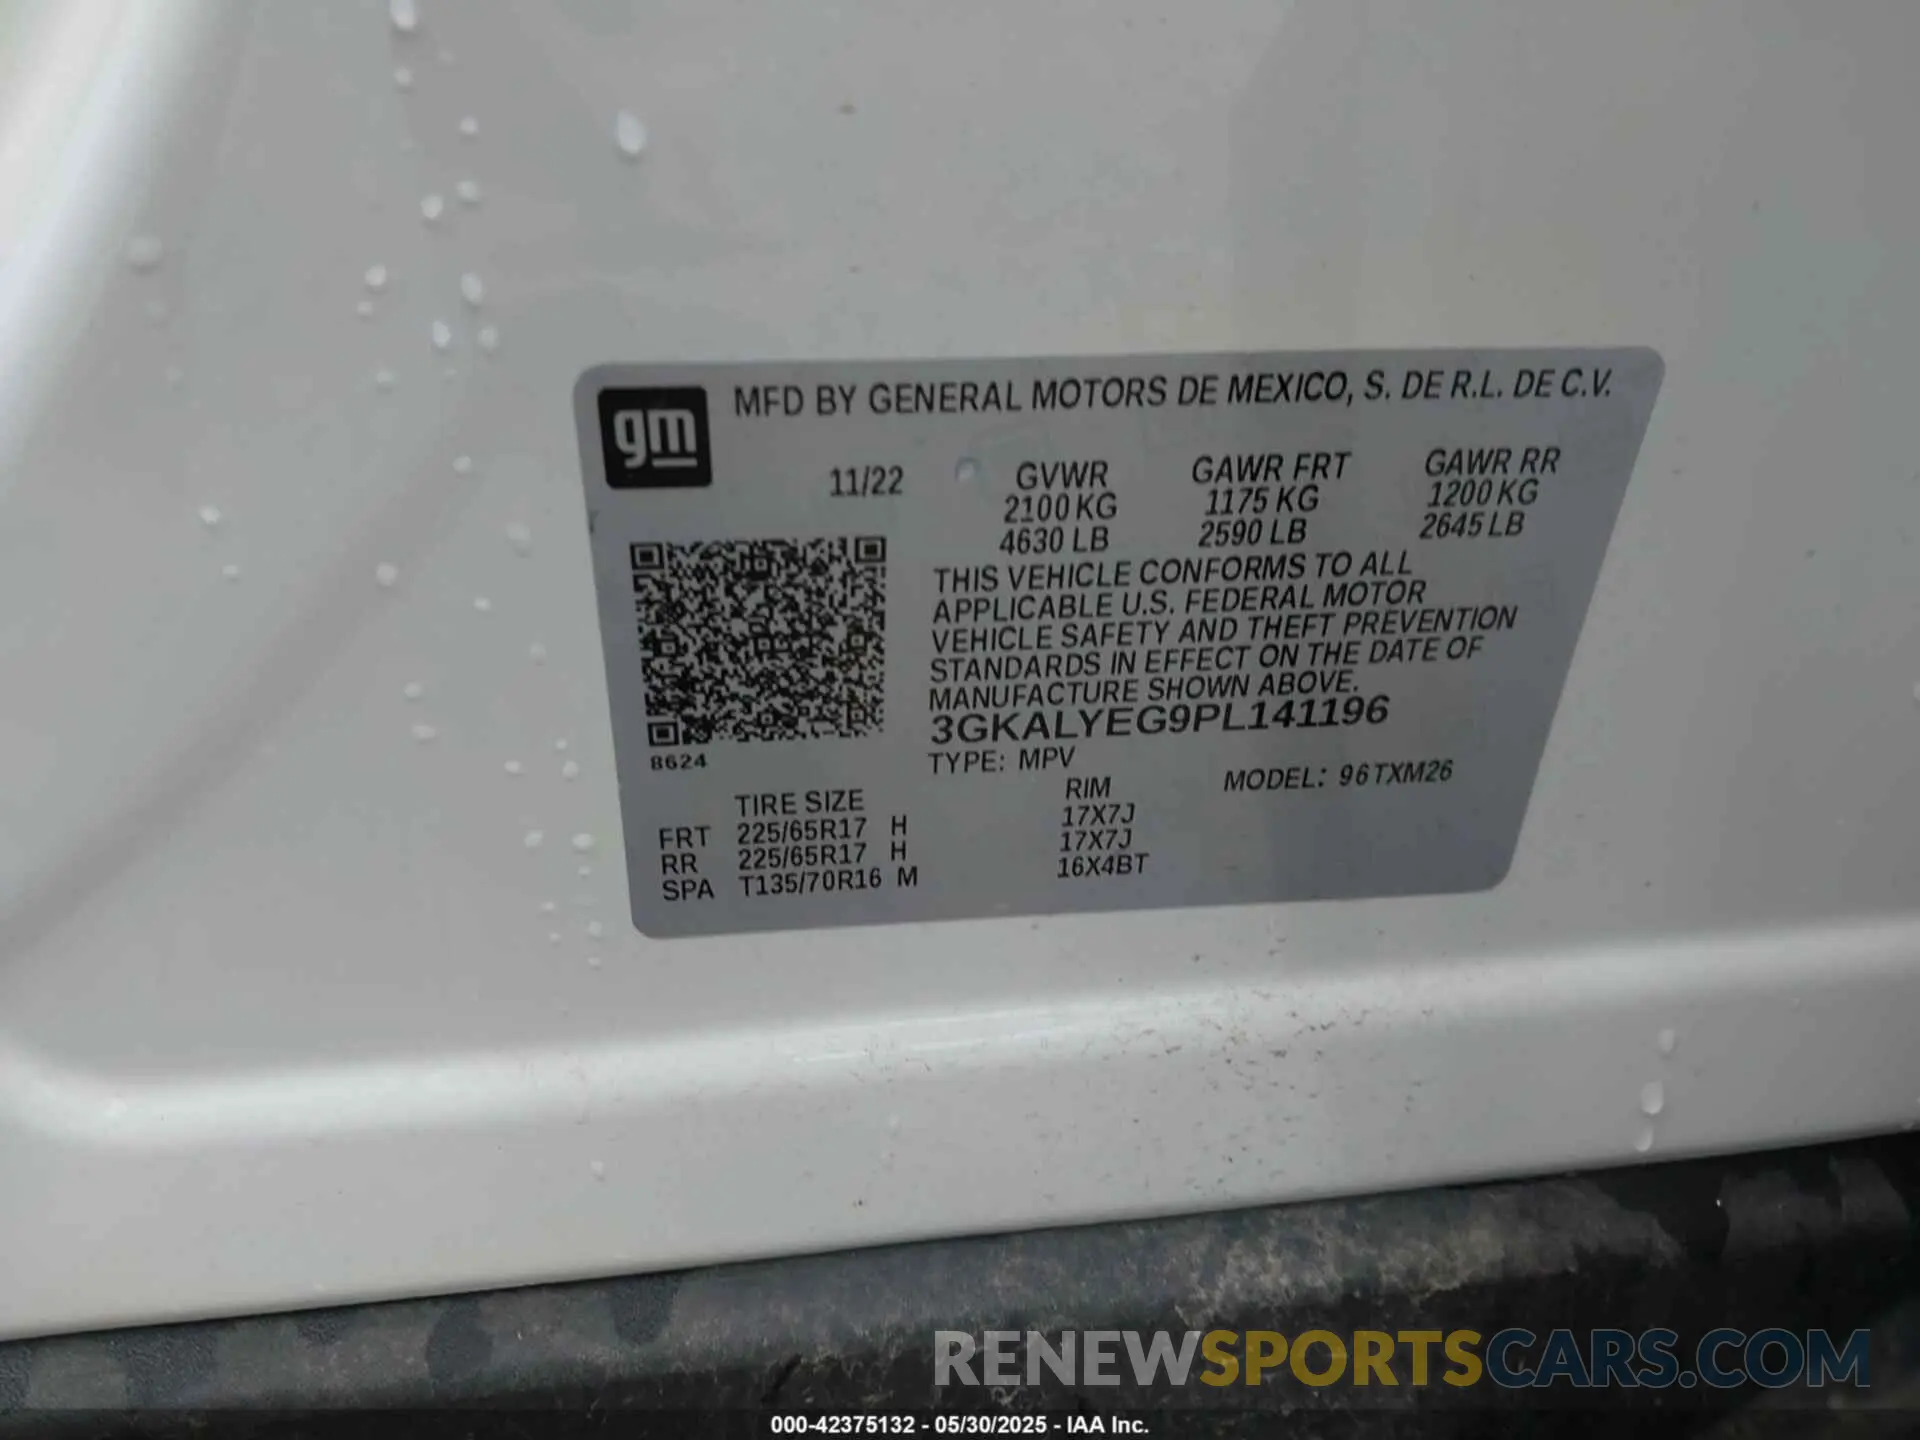 gm
MFD BY GENERAL MOTORS DE MEXICO, S. DE R.L. DE C.V.
11/22 GVWR GAWR FRT GAWR RR
2100 KG 1175 KG 1200 KG
4630 LB 2590 LB 2645 LB
THIS VEHICLE CONFORMS TO ALL
APPLICABLE U.S. FEDERAL MOTOR
VEHICLE SAFETY AND THEFT PREVENTION
STANDARDS IN EFFECT ON THE DATE OF
MANUFACTURE SHOWN ABOVE.
3GKALYEG9PL141196
8624
TYPE: MPV
MODEL: 96TXM26
TIRE SIZE RIM
FRT 225/65R17 H 17X7J
RR 225/65R17 H 17X7J
SPA T135/70R16 M 16X4BT
RENEWSPORTSCARS.COM
000-42375132 - 05/30/2025 - IAA Inc.